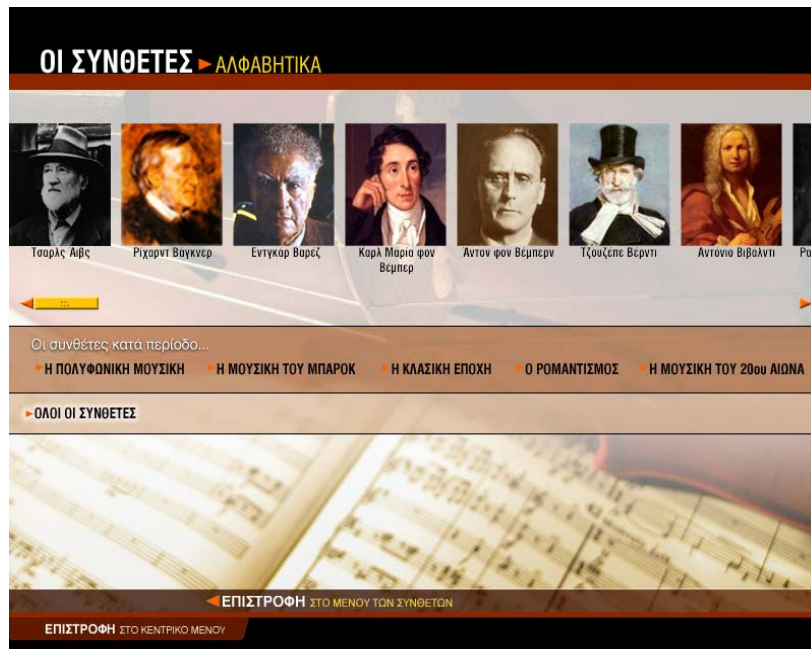 ΟΙ ΣΥΝΘΕΤΕΣ ΑΛΦΑΒΗΤΙΚΑ
Τσαρλς Αιβς
Ρίχαρντ Βάγκνερ
Εντγκαρ Βαρέζ
Καρλ Μαρία φον
Βέμπερ
Άντον φον Βέμπερν
Τζουζέπε Βέρντι
Αντόνιο Βιβάλντι
Οι συνθέτες κατά περίοδο...
Η ΠΟΛΥΦΩΝΙΚΗ ΜΟΥΣΙΚΗ Η ΜΟΥΣΙΚΗ ΤΟΥ ΜΠΑΡΟΚ Η ΚΛΑΣΙΚΗ ΕΠΟΧΗ Ο ΡΟΜΑΝΤΙΣΜΟΣ Η ΜΟΥΣΙΚΗ ΤΟΥ 20ου ΑΙΩΝΑ
ΟΛΟΙ ΟΙ ΣΥΝΘΕΤΕΣ
ΕΠΙΣΤΡΟΦΗ ΣΤΟ ΜΕΝΟΥ ΤΩΝ ΣΥΝΘΕΤΩΝ
ΕΠΙΣΤΡΟΦΗ ΣΤΟ ΚΕΝΤΡΙΚΟ ΜΕΝΟΥ